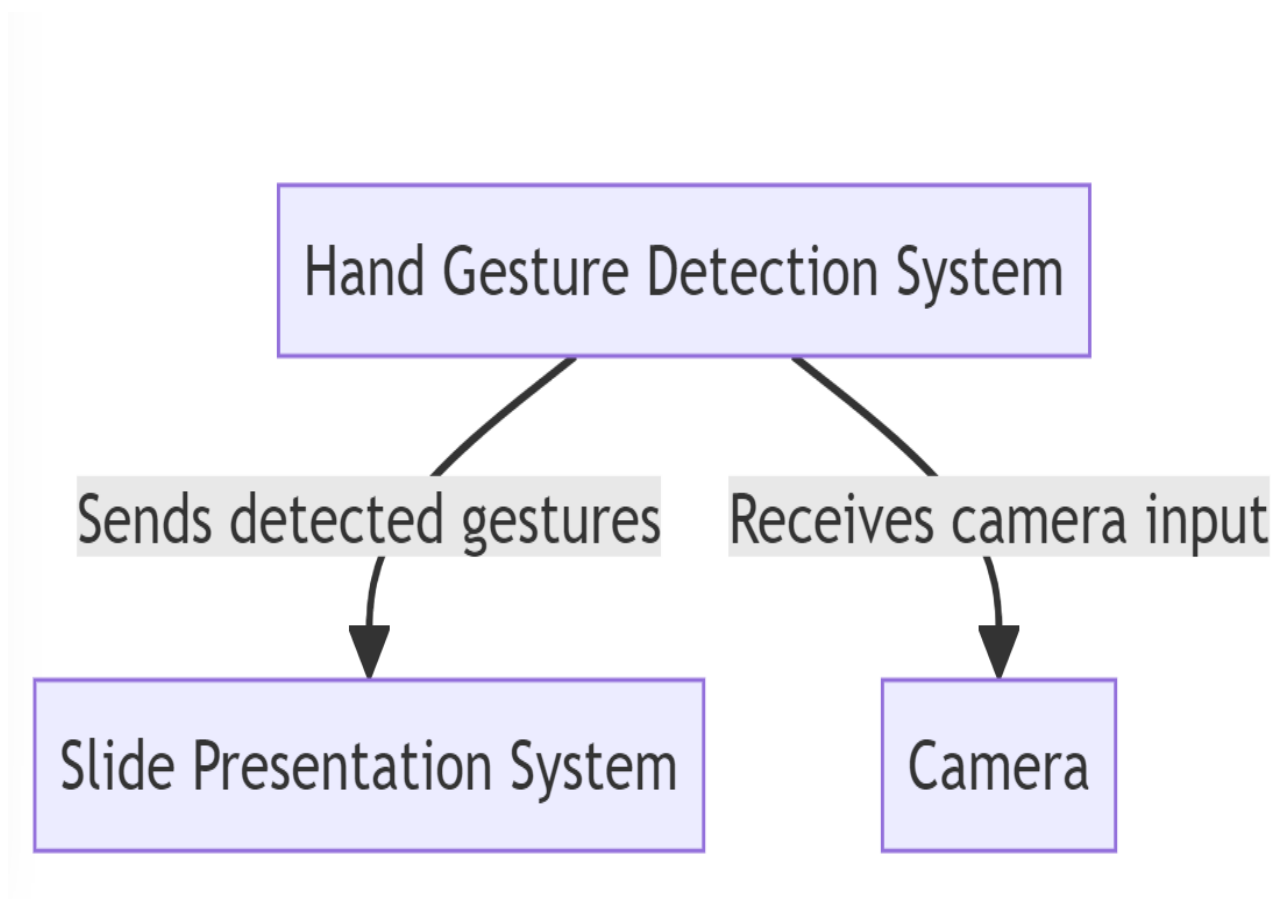 Hand Gesture Detection System
Sends detected gestures
Receives camera input
Slide Presentation System
Camera